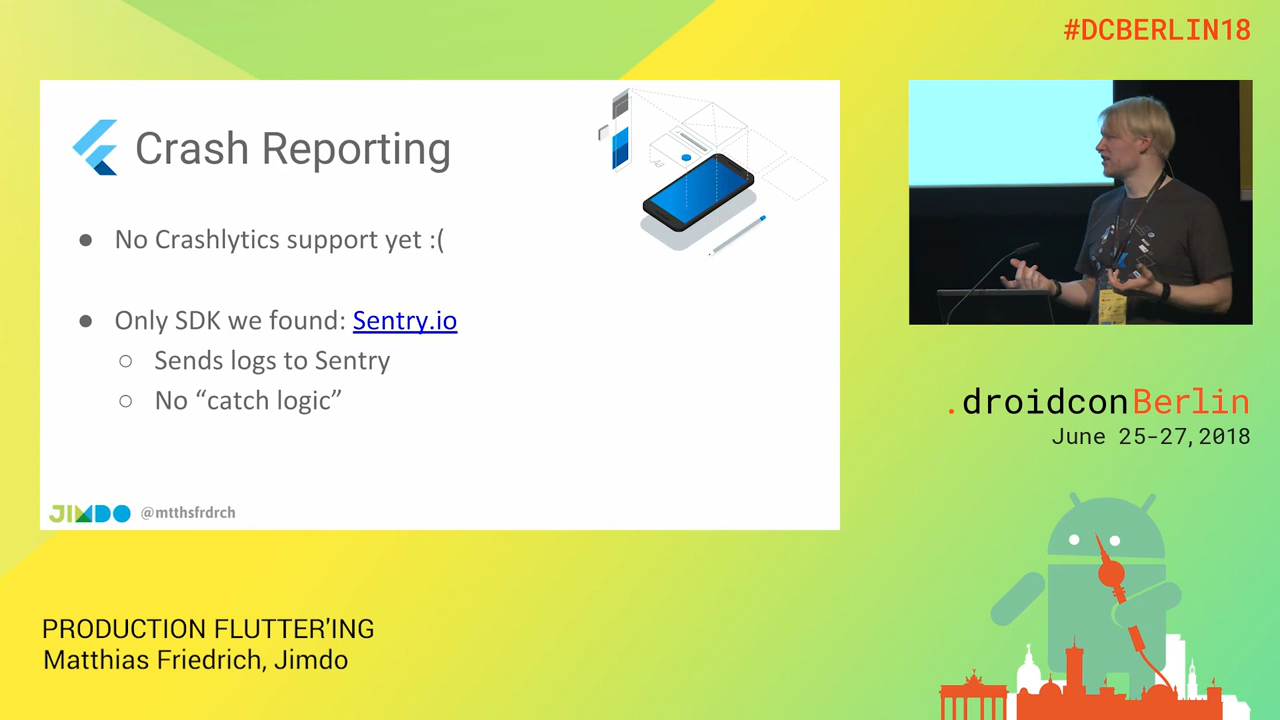 #DCBERLIN18
Crash Reporting
● No Crashlytics support yet :(
● Only SDK we found: Sentry.io
○ Sends logs to Sentry
○ No “catch logic”
JIMDO @mtthsfrdrch
.droidconBerlin
June 25-27, 2018
PRODUCTION FLUTTER'ING
Matthias Friedrich, Jimdo